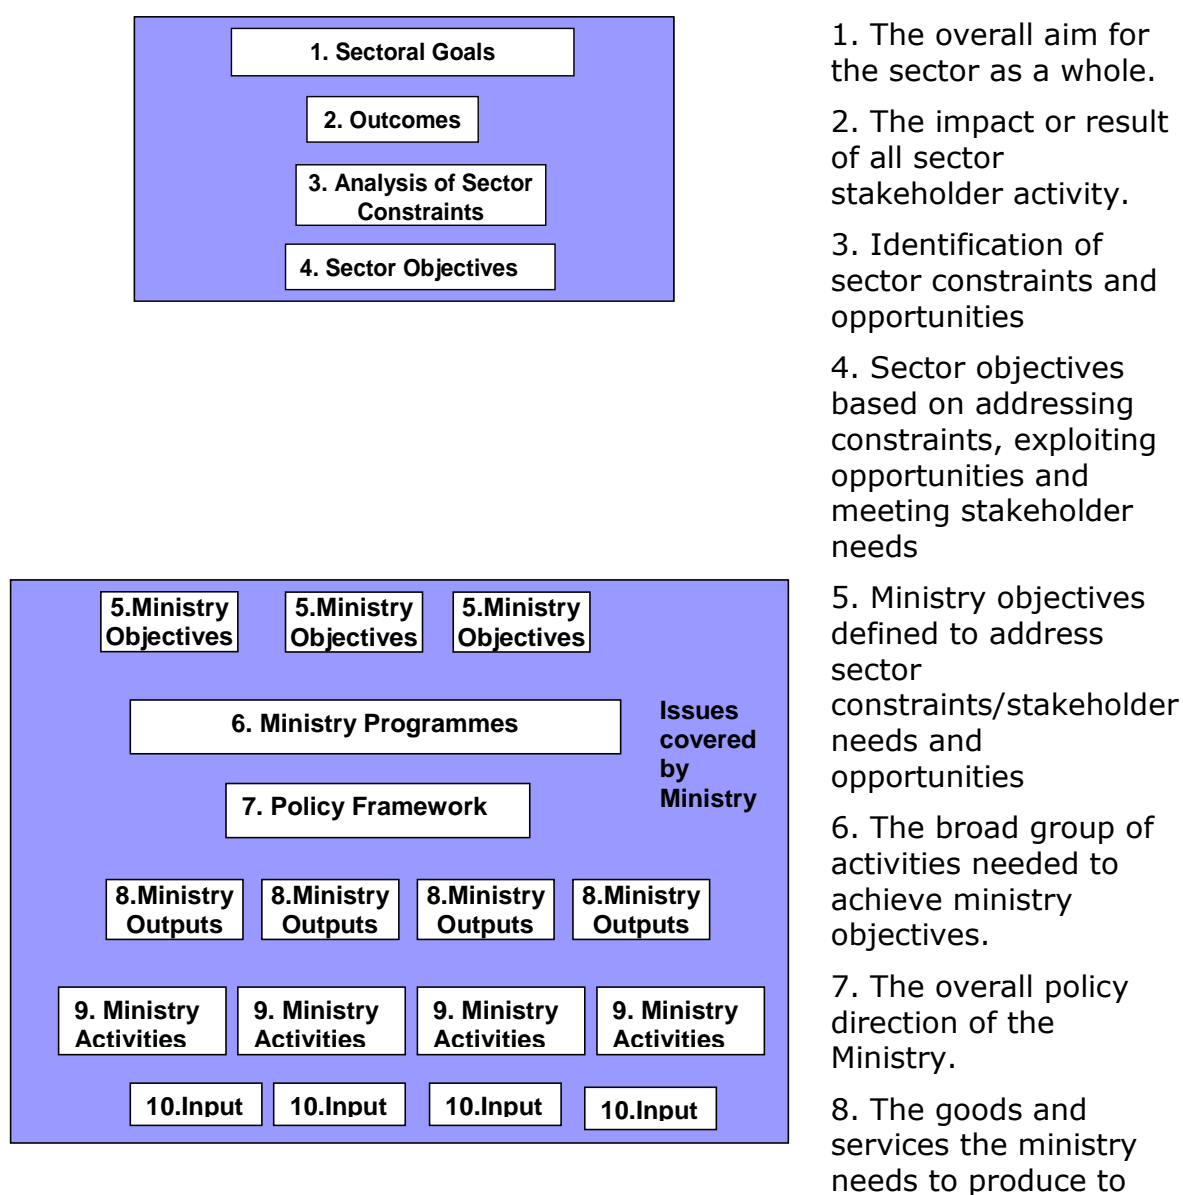 1. Sectoral Goals
2. Outcomes
3. Analysis of Sector
Constraints
4. Sector Objectives
5.Ministry
Objectives
5.Ministry
Objectives
5.Ministry
Objectives
6. Ministry Programmes
Issues
covered
by
Ministry
7. Policy Framework
8.Ministry
Outputs
8.Ministry
Outputs
8.Ministry
Outputs
8.Ministry
Outputs
9. Ministry
Activities
9. Ministry
Activities
9. Ministry
Activities
9. Ministry
Activities
10.Input
10.Input
10.Input
10.Input
1. The overall aim for
the sector as a whole.
2. The impact or result
of all sector
stakeholder activity.
3. Identification of
sector constraints and
opportunities
4. Sector objectives
based on addressing
constraints, exploiting
opportunities and
meeting stakeholder
needs
5. Ministry objectives
defined to address
sector
constraints/stakeholder
needs and
opportunities
6. The broad group of
activities needed to
achieve ministry
objectives.
7. The overall policy
direction of the
Ministry.
8. The goods and
services the ministry
needs to produce to